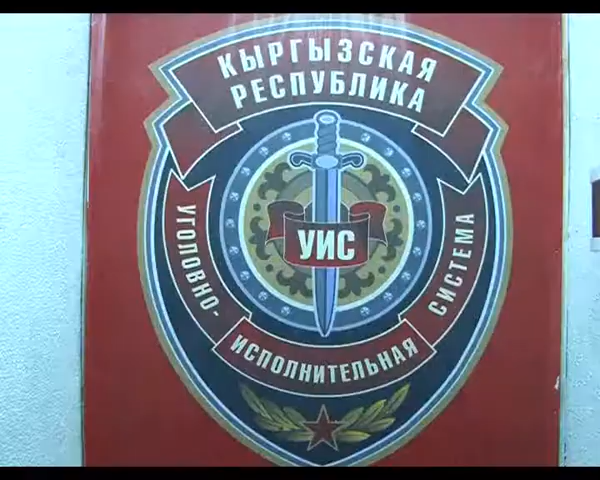 КЫРГЫЗСКАЯ
РЕСПУБЛИКА
УИС
УГОЛОВНО-
ИСПОЛНИТЕЛЬНАЯ
СИСТЕМА